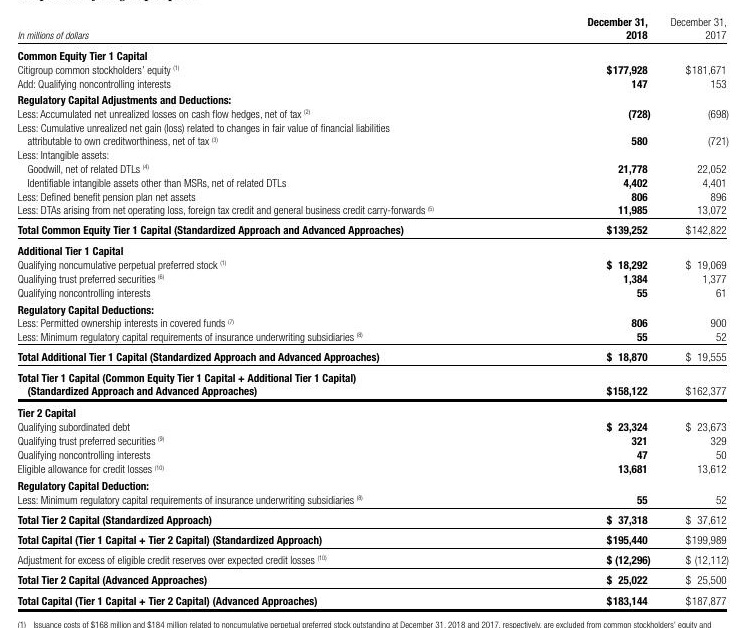 In millions of dollars December 31, 2018 December 31, 2017
Common Equity Tier 1 Capital
Citigroup common stockholders' equity (1) $177,928 $181,671
Add: Qualifying noncontrolling interests 147 153
Regulatory Capital Adjustments and Deductions:
Less: Accumulated net unrealized losses on cash flow hedges, net of tax (2) (728) (698)
Less: Cumulative unrealized net gain (loss) related to changes in fair value of financial liabilities
attributable to own creditworthiness, net of tax (3) 580 (721)
Less: Intangible assets:
Goodwill, net of related DTLs (4) 21,778 22,052
Identifiable intangible assets other than MSRs, net of related DTLs 4,402 4,401
Less: Defined benefit pension plan net assets 806 896
Less: DTAs arising from net operating loss, foreign tax credit and general business credit carry-forwards (5) 11,985 13,072
Total Common Equity Tier 1 Capital (Standardized Approach and Advanced Approaches) $139,252 $142,822
Additional Tier 1 Capital
Qualifying noncumulative perpetual preferred stock (1) $ 18,292 $ 19,069
Qualifying trust preferred securities (6) 1,384 1,377
Qualifying noncontrolling interests 55 61
Regulatory Capital Deductions:
Less: Permitted ownership interests in covered funds (7) 806 900
Less: Minimum regulatory capital requirements of insurance underwriting subsidiaries (8) 55 52
Total Additional Tier 1 Capital (Standardized Approach and Advanced Approaches) $ 18,870 $ 19,555
Total Tier 1 Capital (Common Equity Tier 1 Capital + Additional Tier 1 Capital)
(Standardized Approach and Advanced Approaches) $158,122 $162,377
Tier 2 Capital
Qualifying subordinated debt $ 23,324 $ 23,673
Qualifying trust preferred securities (9) 321 329
Qualifying noncontrolling interests 47 50
Eligible allowance for credit losses (10) 13,681 13,612
Regulatory Capital Deduction:
Less: Minimum regulatory capital requirements of insurance underwriting subsidiaries (8) 55 52
Total Tier 2 Capital (Standardized Approach) $ 37,318 $ 37,612
Total Capital (Tier 1 Capital + Tier 2 Capital) (Standardized Approach) $195,440 $199,989
Adjustment for excess of eligible credit reserves over expected credit losses (10) $ (12,296) $ (12,112)
Total Tier 2 Capital (Advanced Approaches) $ 25,022 $ 25,500
Total Capital (Tier 1 Capital + Tier 2 Capital) (Advanced Approaches) $183,144 $187,877
(1) Issuance costs of $168 million and $184 million related to noncumulative perpetual preferred stock outstanding at December 31, 2018 and 2017, respectively, are excluded from common stockholders' equity and